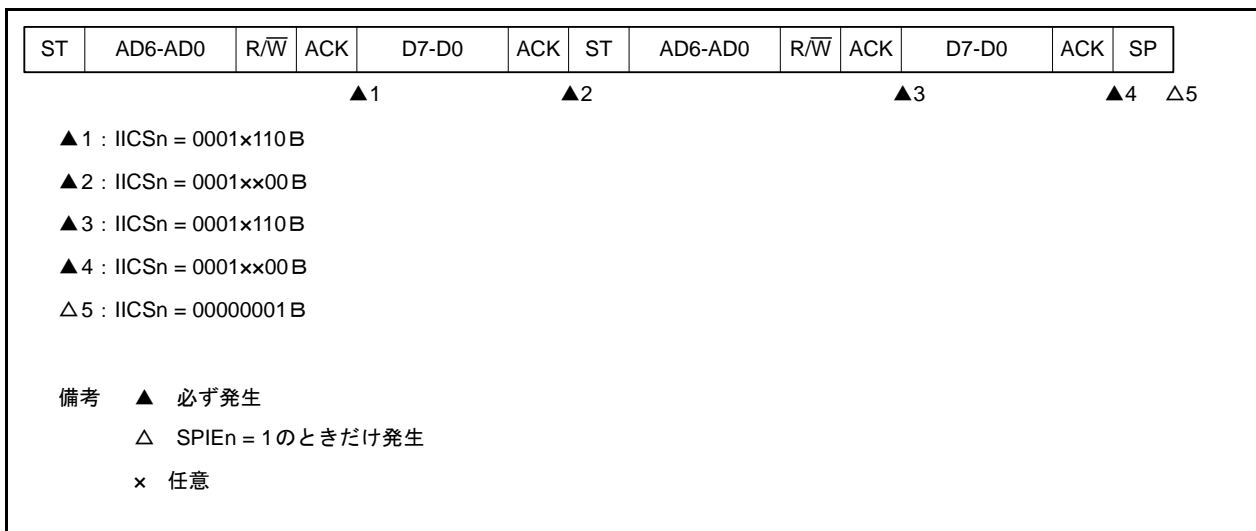 ST AD6-AD0 R/W̅ ACK D7-D0 ACK ST AD6-AD0 R/W̅ ACK D7-D0 ACK SP
▲1 ▲2 ▲3 ▲4 △5
▲1：IICSn = 0001×110B
▲2：IICSn = 0001××00B
▲3：IICSn = 0001×110B
▲4：IICSn = 0001××00B
△5：IICSn = 00000001B
備考 ▲ 必ず発生
△ SPIEn = 1のときだけ発生
× 任意